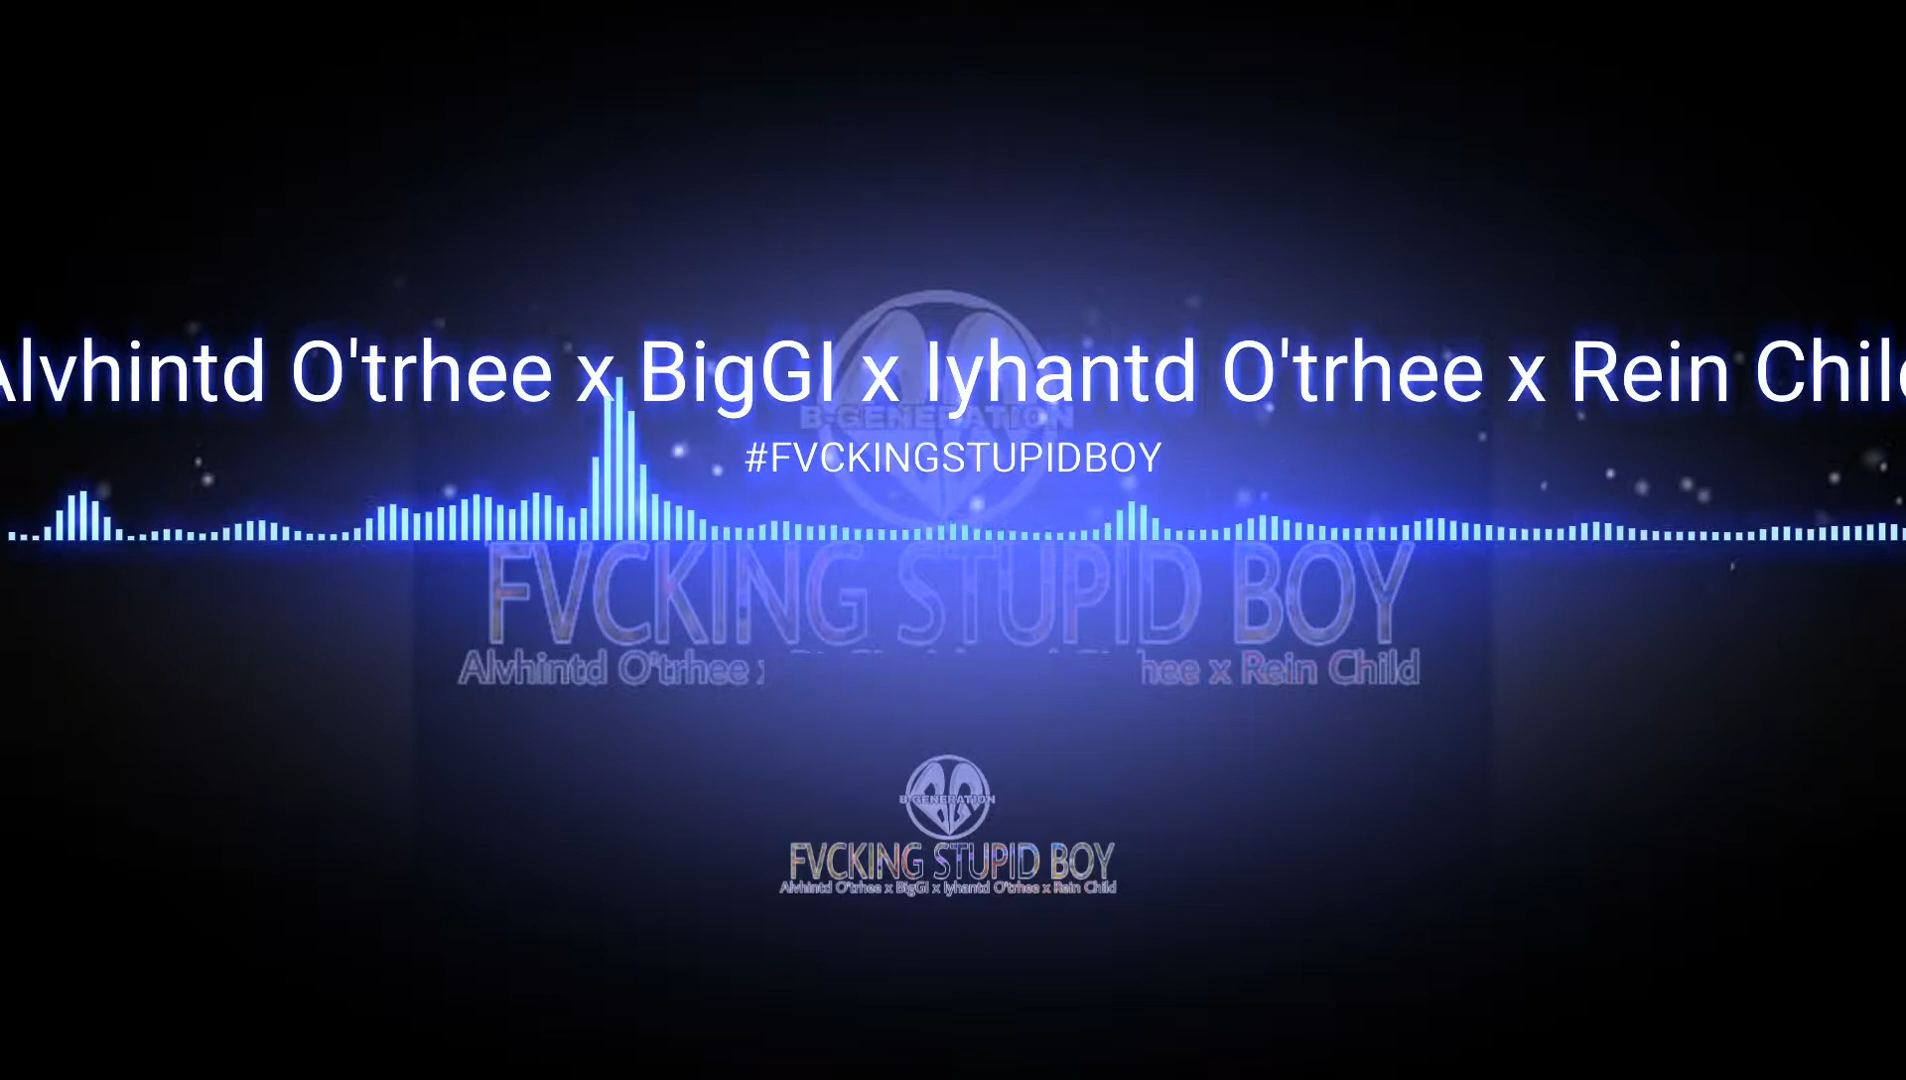 Alvhintd O'trhee x BigGI x Iyhantd O'trhee x Rein Child
B-GENERATION
#FVCKINGSTUPIDBOY
FVCKING STUPID BOY
Alvhintd O'trhee x hee x Rein Child
B-GENERATION
FVCKING STUPID BOY
Alvhintd O'trhee x BigGI x Iyhantd O'trhee x Rein Child